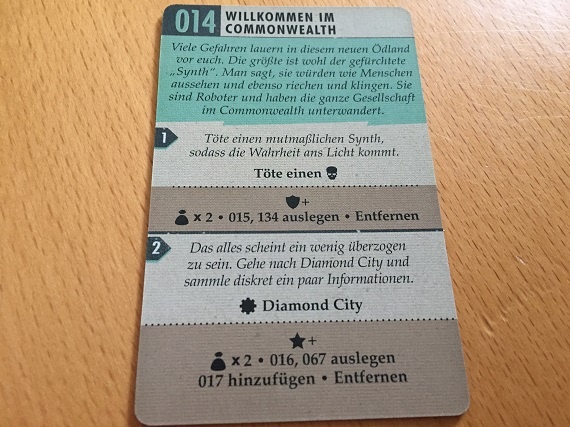 014 WILLKOMMEN IM
COMMONWEALTH
Viele Gefahren lauern in diesem neuen Ödland
vor euch. Die größte ist wohl der gefürchtete
„Synth“. Man sagt, sie würden wie Menschen
aussehen und ebenso riechen und klingen. Sie
sind Roboter und haben die ganze Gesellschaft
im Commonwealth unterwandert.
1
Töte einen mutmaßlichen Synth,
sodass die Wahrheit ans Licht kommt.
Töte einen
+
x 2 • 015, 134 auslegen • Entfernen
2
Das alles scheint ein wenig überzogen
zu sein. Gehe nach Diamond City und
sammle diskret ein paar Informationen.
Diamond City
+
x 2 • 016, 067 auslegen
017 hinzufügen • Entfernen